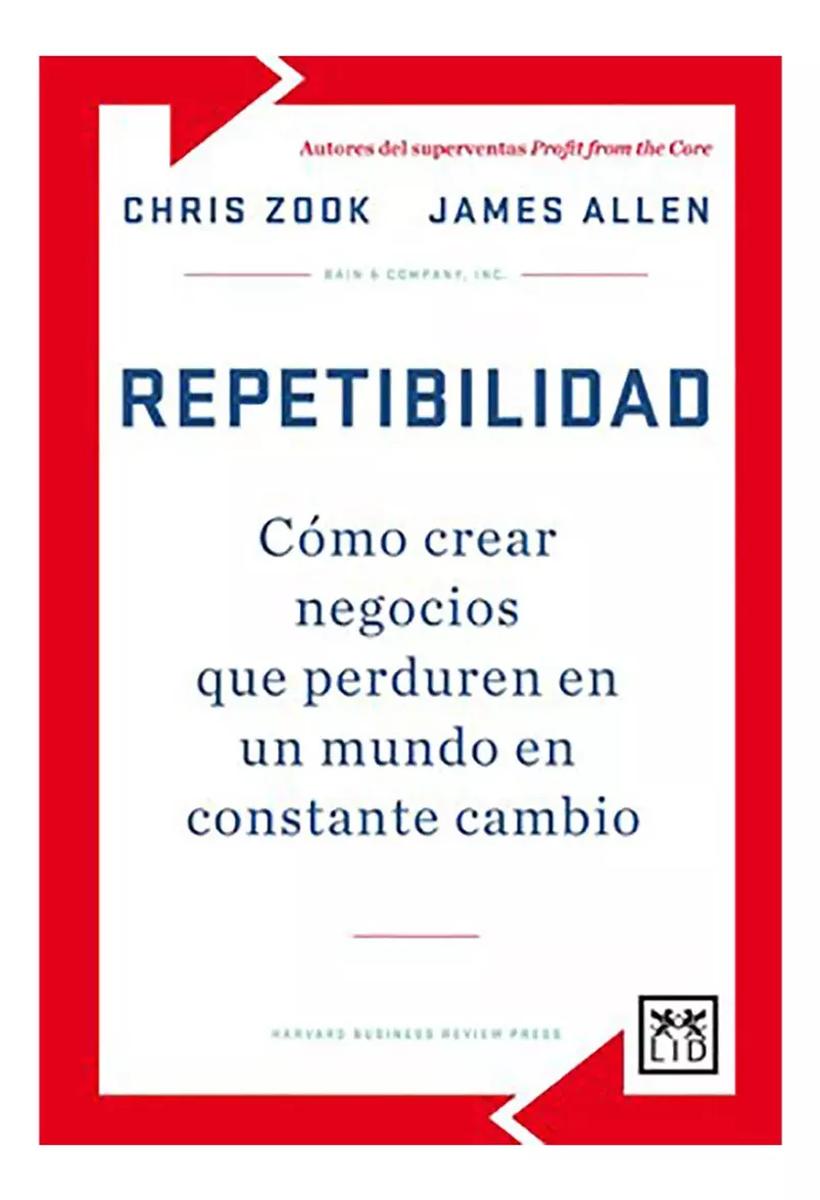 Autores del superventas Profit from the Core
CHRIS ZOOK JAMES ALLEN
BAIN & COMPANY, INC.
REPETIBILIDAD
Cómo crear
negocios
que perduren en
un mundo en
constante cambio
HARVARD BUSINESS REVIEW PRESS
LID